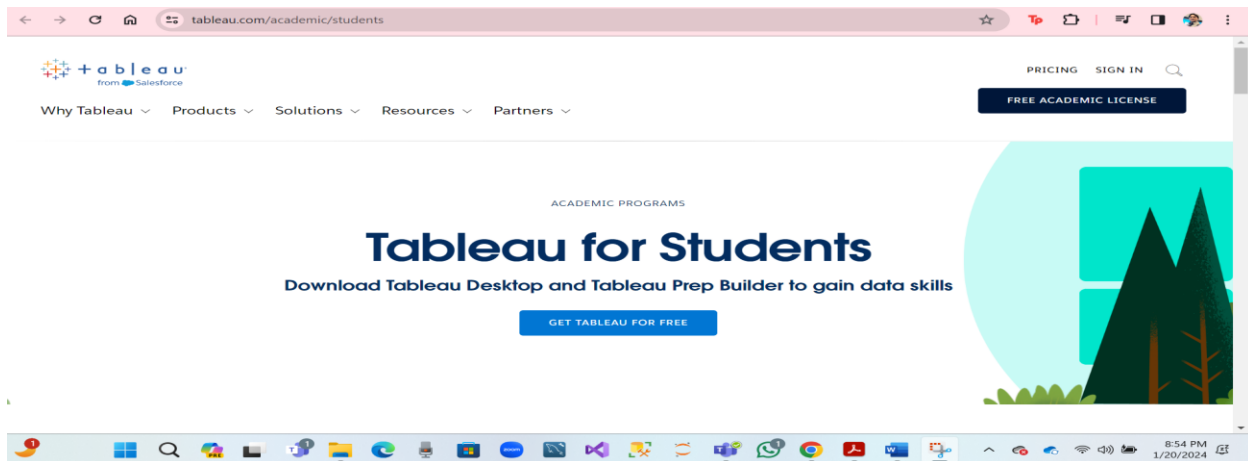 tableau.com/academic/students
Tp
+ a b l e a u
from Salesforce
PRICING SIGN IN
FREE ACADEMIC LICENSE
Why Tableau Products Solutions Resources Partners
ACADEMIC PROGRAMS
Tableau for Students
Download Tableau Desktop and Tableau Prep Builder to gain data skills
GET TABLEAU FOR FREE
8:54 PM
1/20/2024